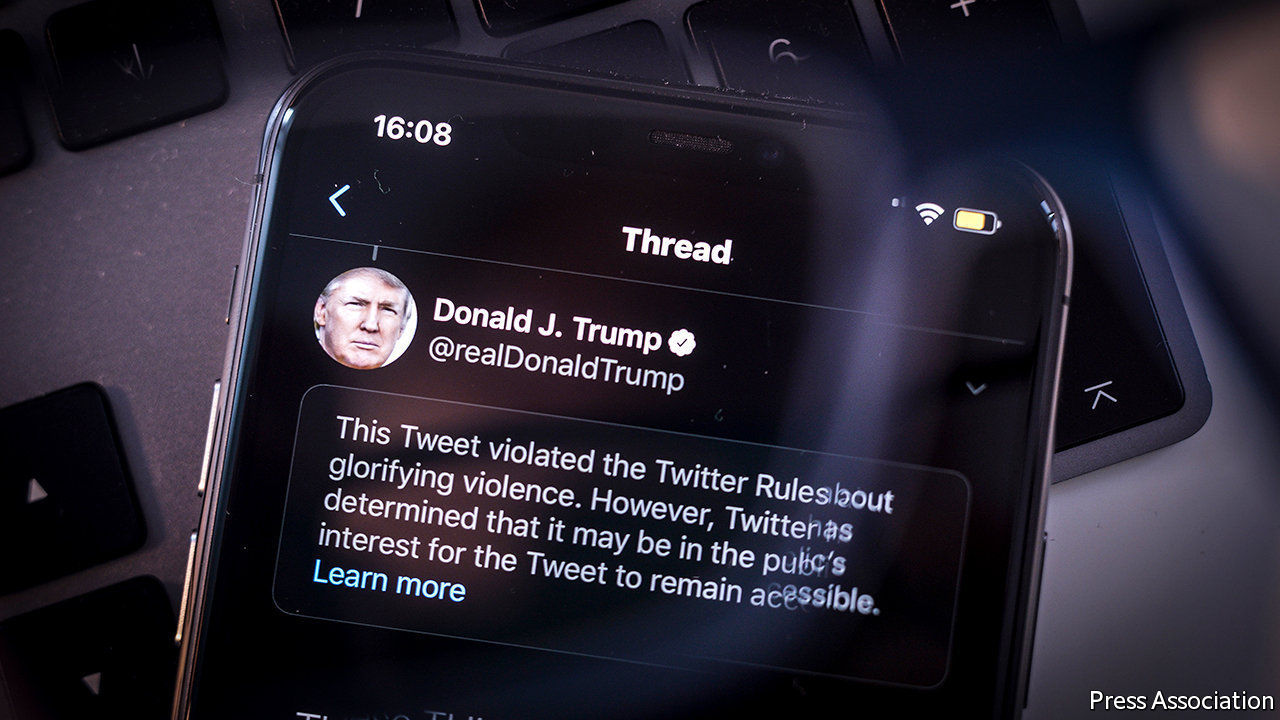 16:08
Thread
Donald J. Trump
@realDonaldTrump
This Tweet violated the Twitter Rules about
glorifying violence. However, Twitter has
determined that it may be in the public's
interest for the Tweet to remain accessible.
Learn more
Press Association